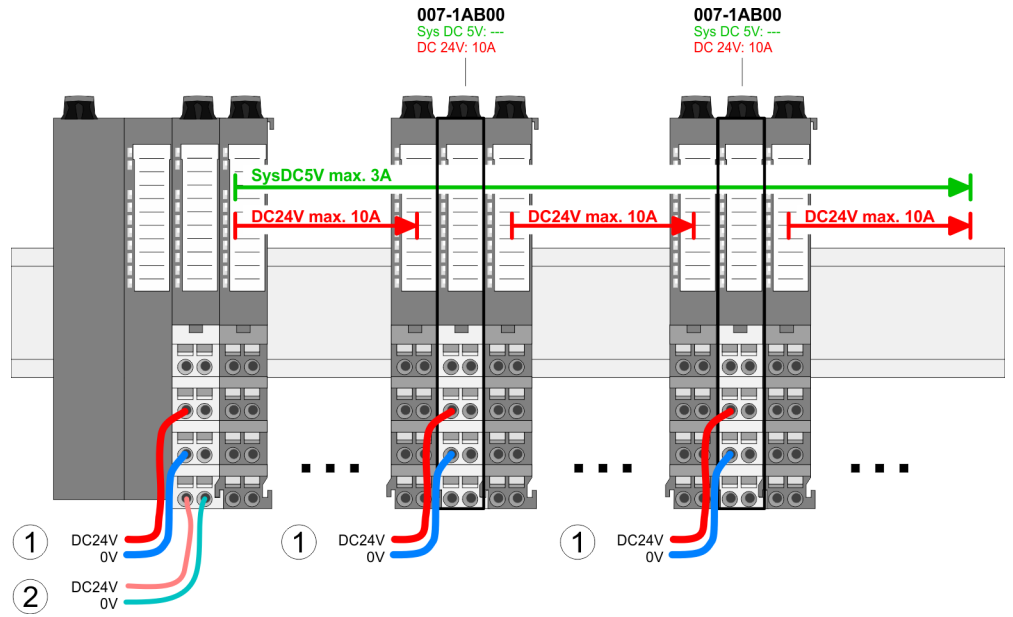 007-1AB00
Sys DC 5V: ---
DC 24V: 10A
007-1AB00
Sys DC 5V: ---
DC 24V: 10A
SysDC5V max. 3A
DC24V max. 10A
DC24V max. 10A
DC24V max. 10A
1
DC24V
0V
1
DC24V
0V
1
DC24V
0V
2
DC24V
0V